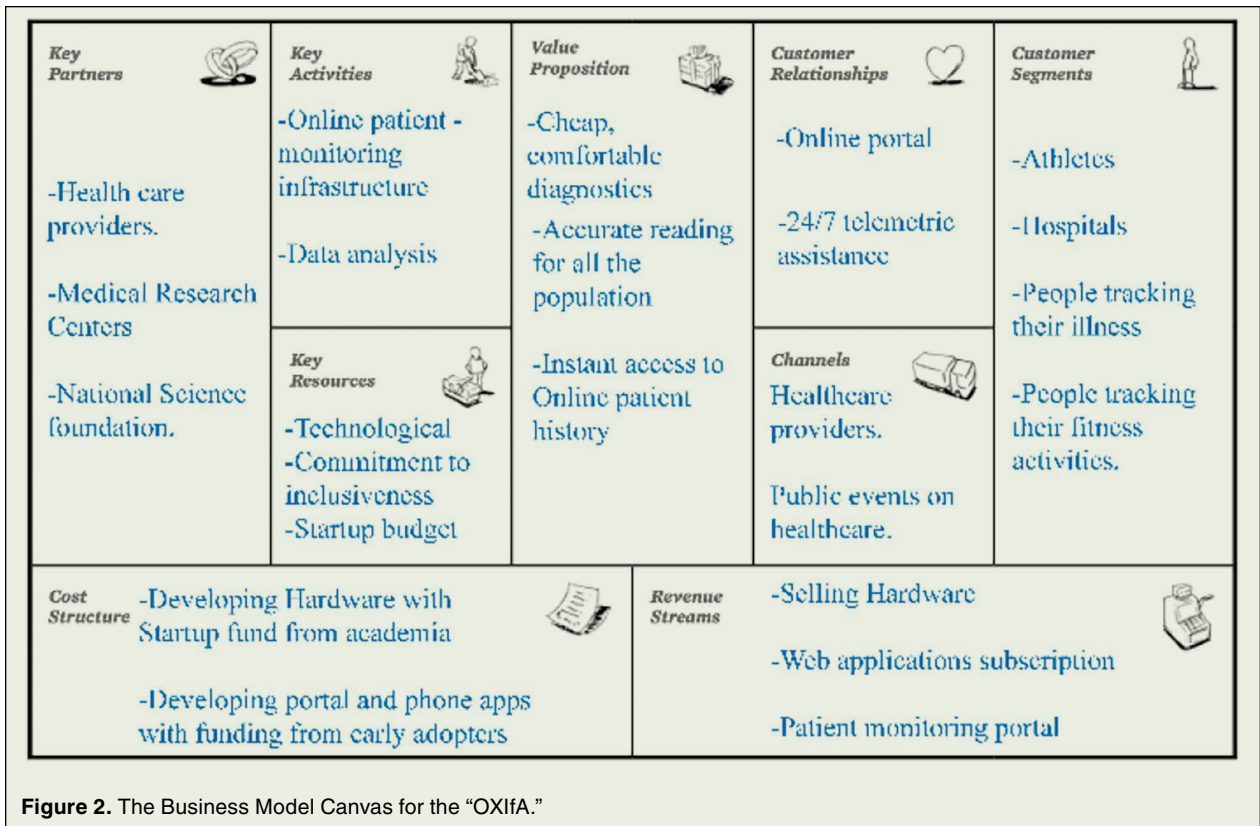 Key
Partners
-Health care
providers.
-Medical Research
Centers
-National Science
foundation.
Key
Activities
-Online patient -
monitoring
infrastructure
-Data analysis
Key
Resources
-Technological
-Commitment to
inclusiveness
-Startup budget
Value
Proposition
-Cheap,
comfortable
diagnostics
-Accurate reading
for all the
population
-Instant access to
Online patient
history
Customer
Relationships
-Online portal
-24/7 telemetric
assistance
Channels
Healthcare
providers.
Public events on
healthcare.
Customer
Segments
-Athletes
-Hospitals
-People tracking
their illness
-People tracking
their fitness
activities.
Cost
Structure
-Developing Hardware with
Startup fund from academia
-Developing portal and phone apps
with funding from early adopters
Revenue
Streams
-Selling Hardware
-Web applications subscription
-Patient monitoring portal
Figure 2. The Business Model Canvas for the “OXIfA.”